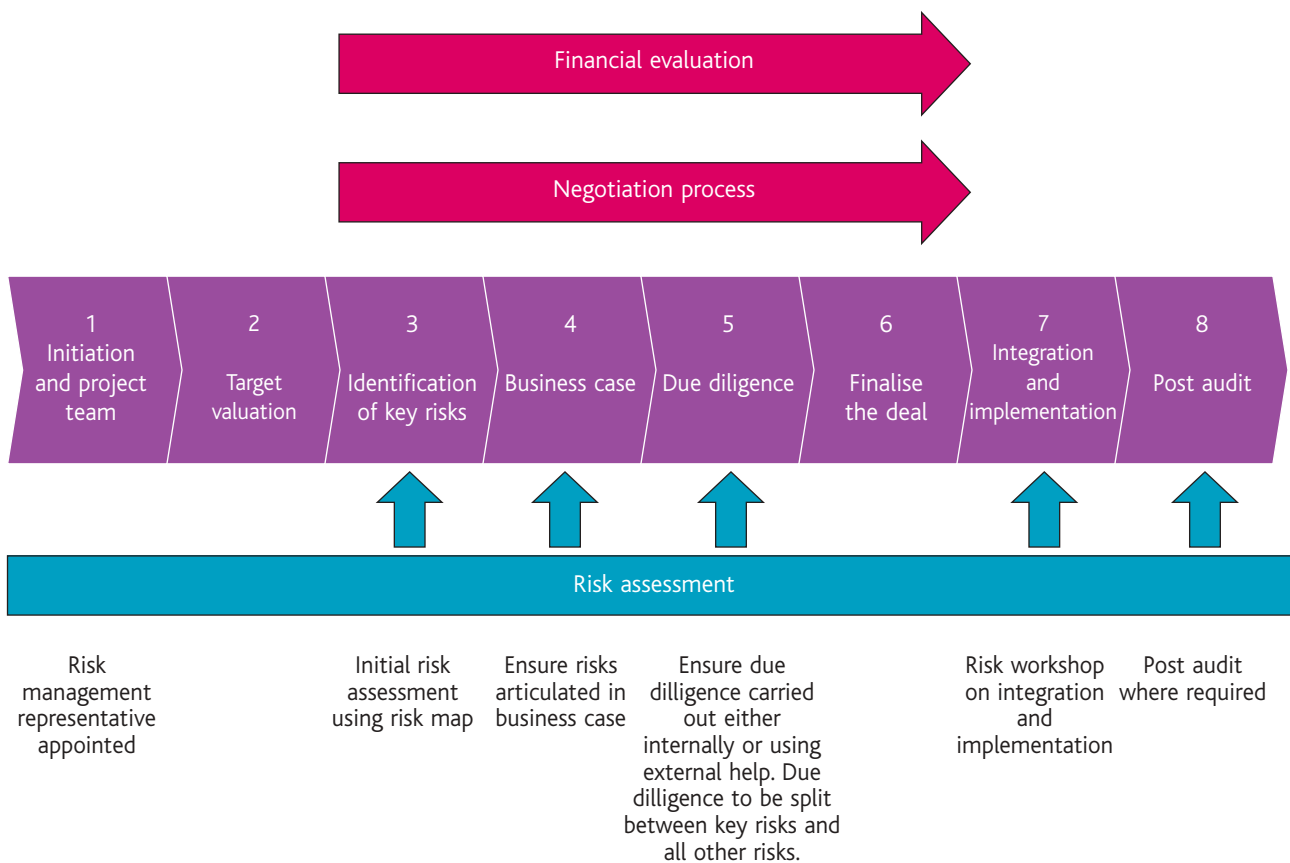 Financial evaluation
Negotiation process
1
Initiation
and project
team
2
Target
valuation
3
Identification
of key risks
4
Business case
5
Due diligence
6
Finalise
the deal
7
Integration
and
implementation
8
Post audit
Risk assessment
Risk
management
representative
appointed
Initial risk
assessment
using risk map
Ensure risks
articulated in
business case
Ensure due
dilligence carried
out either
internally or using
external help. Due
dilligence to be split
between key risks and
all other risks.
Risk workshop
on integration
and
implementation
Post audit
where required